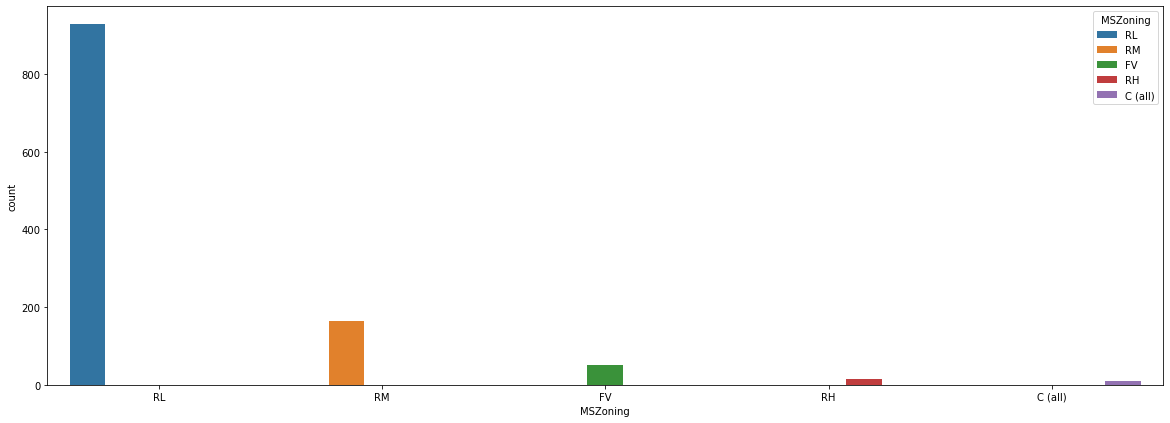 MSZoning
RL
RM
FV
RH
C (all)
800
600
400
200
0
count
RL RM FV RH C (all)
MSZoning